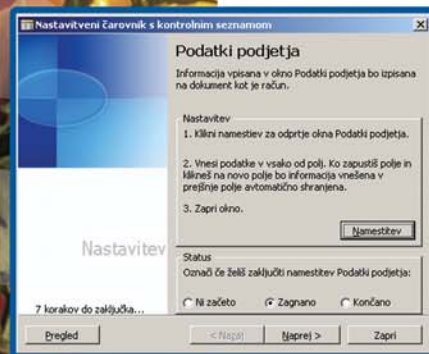 Nastavitveni čarovnik s kontrolnim seznamom
Podatki podjetja
Informacija vpisana v okno Podatki podjetja bo izpisana
na dokument kot je račun.
Nastavitev
1. Klikni namestiev za odprtje okna Podatki podjetja.
2. Vnesi podatke v vsako od polj. Ko zapustiš polje in
klikneš na novo polje bo informacija vnešena v
prejšnje polje avtomatično shranjena.
3. Zapri okno.
Namestitev
Nastavitev
Status
Označi če želiš zaključiti namestitev Podatki podjetja:
Ni začeto
Zagnano
Končano
7 korakov do zaključka...
Pregled
< Nazaj
Naprej >
Zapri